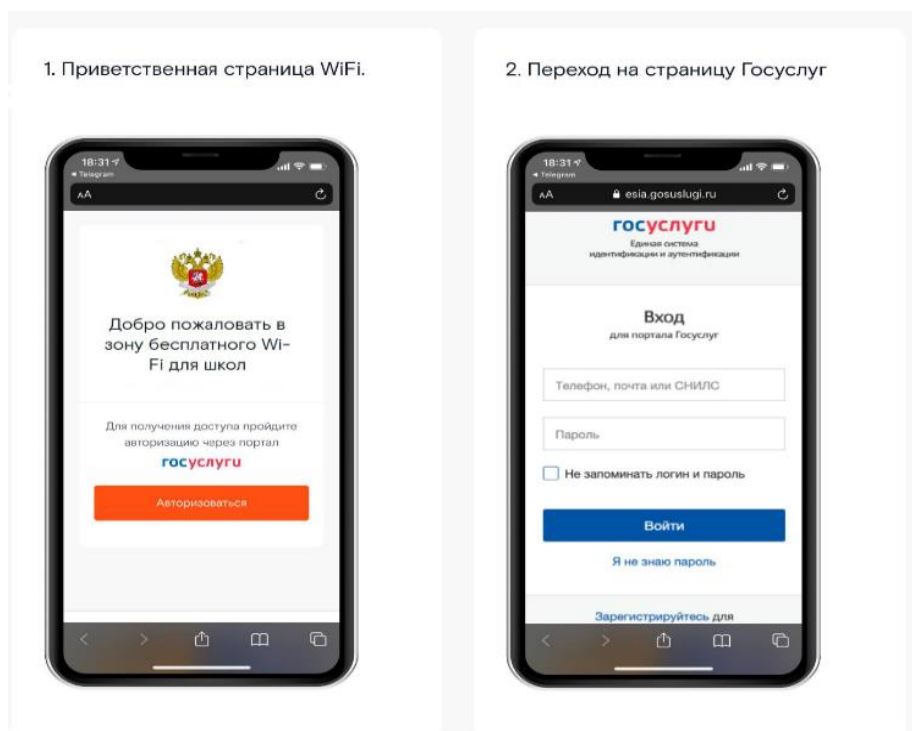 1. Приветственная страница WiFi.
18:31
Telegram
AA
Добро пожаловать в
зону бесплатного Wi-
Fi для школ
Для получения доступа пройдите
авторизацию через портал
госуслуги
Авторизоваться
2. Переход на страницу Госуслуг
18:31
Telegram
AA
esia.gosuslugi.ru
госуслуги
Единая система
идентификации и аутентификации
Вход
для портала Госуслуг
Телефон, почта или СНИЛС
Пароль
Не запоминать логин и пароль
Войти
Я не знаю пароль
Зарегистрируйтесь для